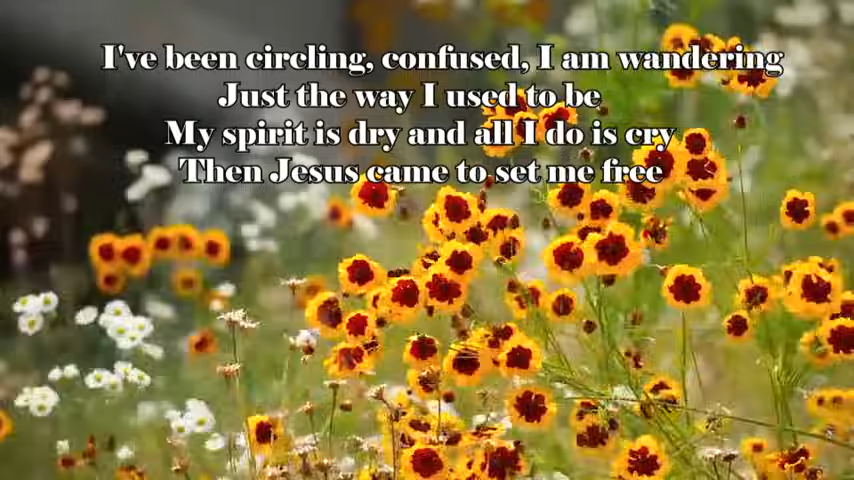 I've been circling, confused, I am wandering
Just the way I used to be
My spirit is dry and all I do is cry
Then Jesus came to set me free